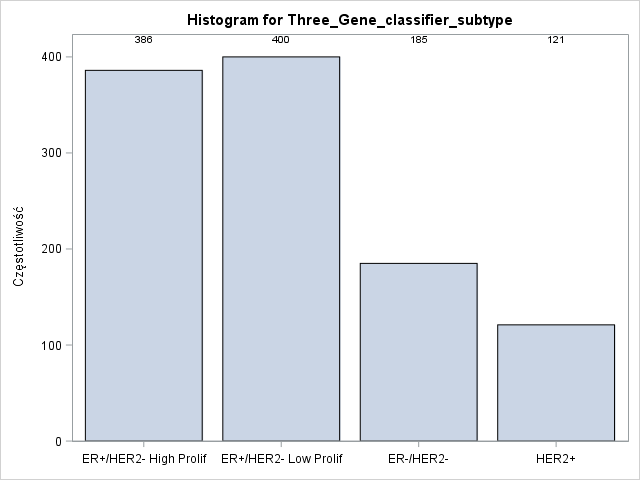 Histogram for Three_Gene_classifier_subtype
386 400 185 121
400
300
200
100
0
Częstotliwość
ER+/HER2- High Prolif ER+/HER2- Low Prolif ER-/HER2- HER2+